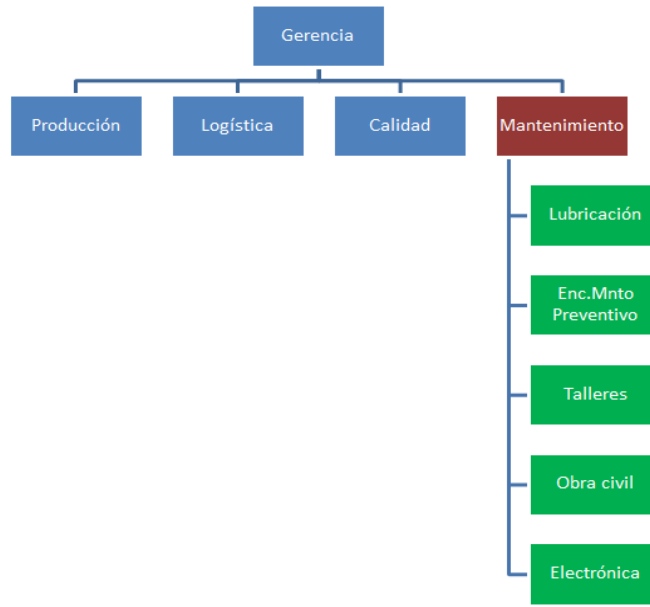 Gerencia
Producción
Logística
Calidad
Mantenimiento
Lubricación
Enc.Mnto
Preventivo
Talleres
Obra civil
Electrónica